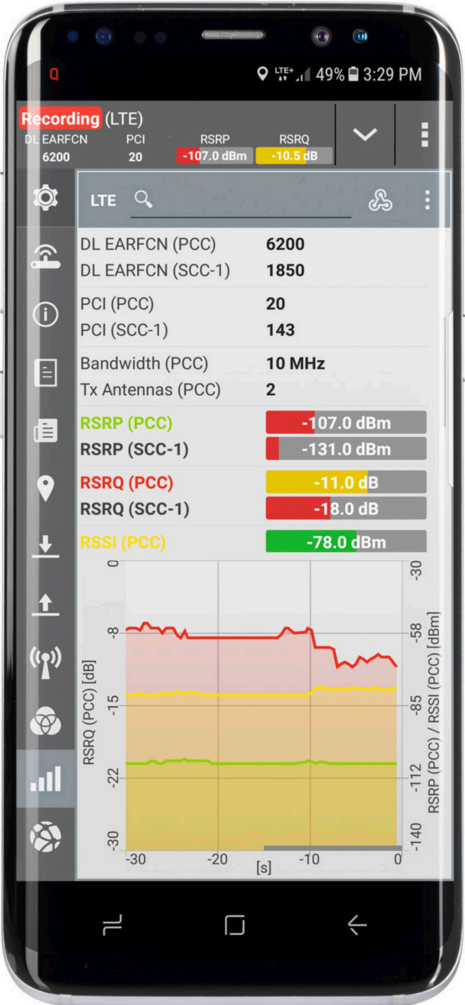 Q
LTE+ 49% 3:29 PM
Recording (LTE)
DL EARFCN PCI RSRP RSRQ
6200 20 -107.0 dBm -10.5 dB
LTE
DL EARFCN (PCC) 6200
DL EARFCN (SCC-1) 1850
PCI (PCC) 20
PCI (SCC-1) 143
Bandwidth (PCC) 10 MHz
Tx Antennas (PCC) 2
RSRP (PCC) -107.0 dBm
RSRP (SCC-1) -131.0 dBm
RSRQ (PCC) -11.0 dB
RSRQ (SCC-1) -18.0 dB
RSSI (PCC) -78.0 dBm
0 -30
-8 -58
-15 -85
-22 -112
-30 -140
RSRQ (PCC) [dB]
RSRP (PCC) / RSSI (PCC) [dBm]
-30 -20 -10 0
[s]